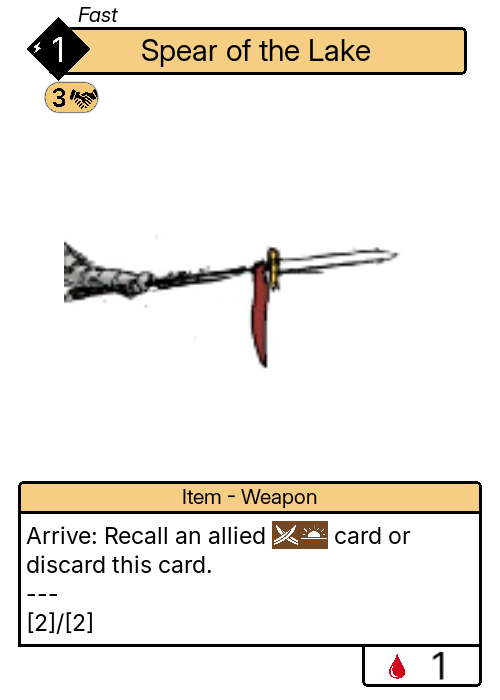 Fast
1
Spear of the Lake
3
Item - Weapon
Arrive: Recall an allied card or
discard this card.
---
[2]/[2]
1